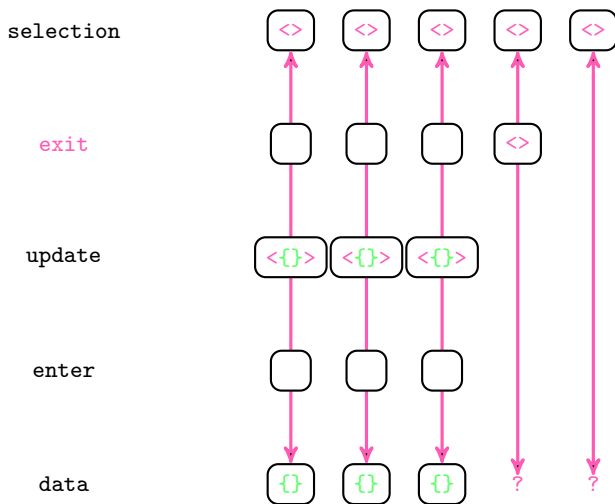 selection <> <> <> <> <>
exit <>
update <{}> <{}> <{}>
enter
data {} {} {} ? ?